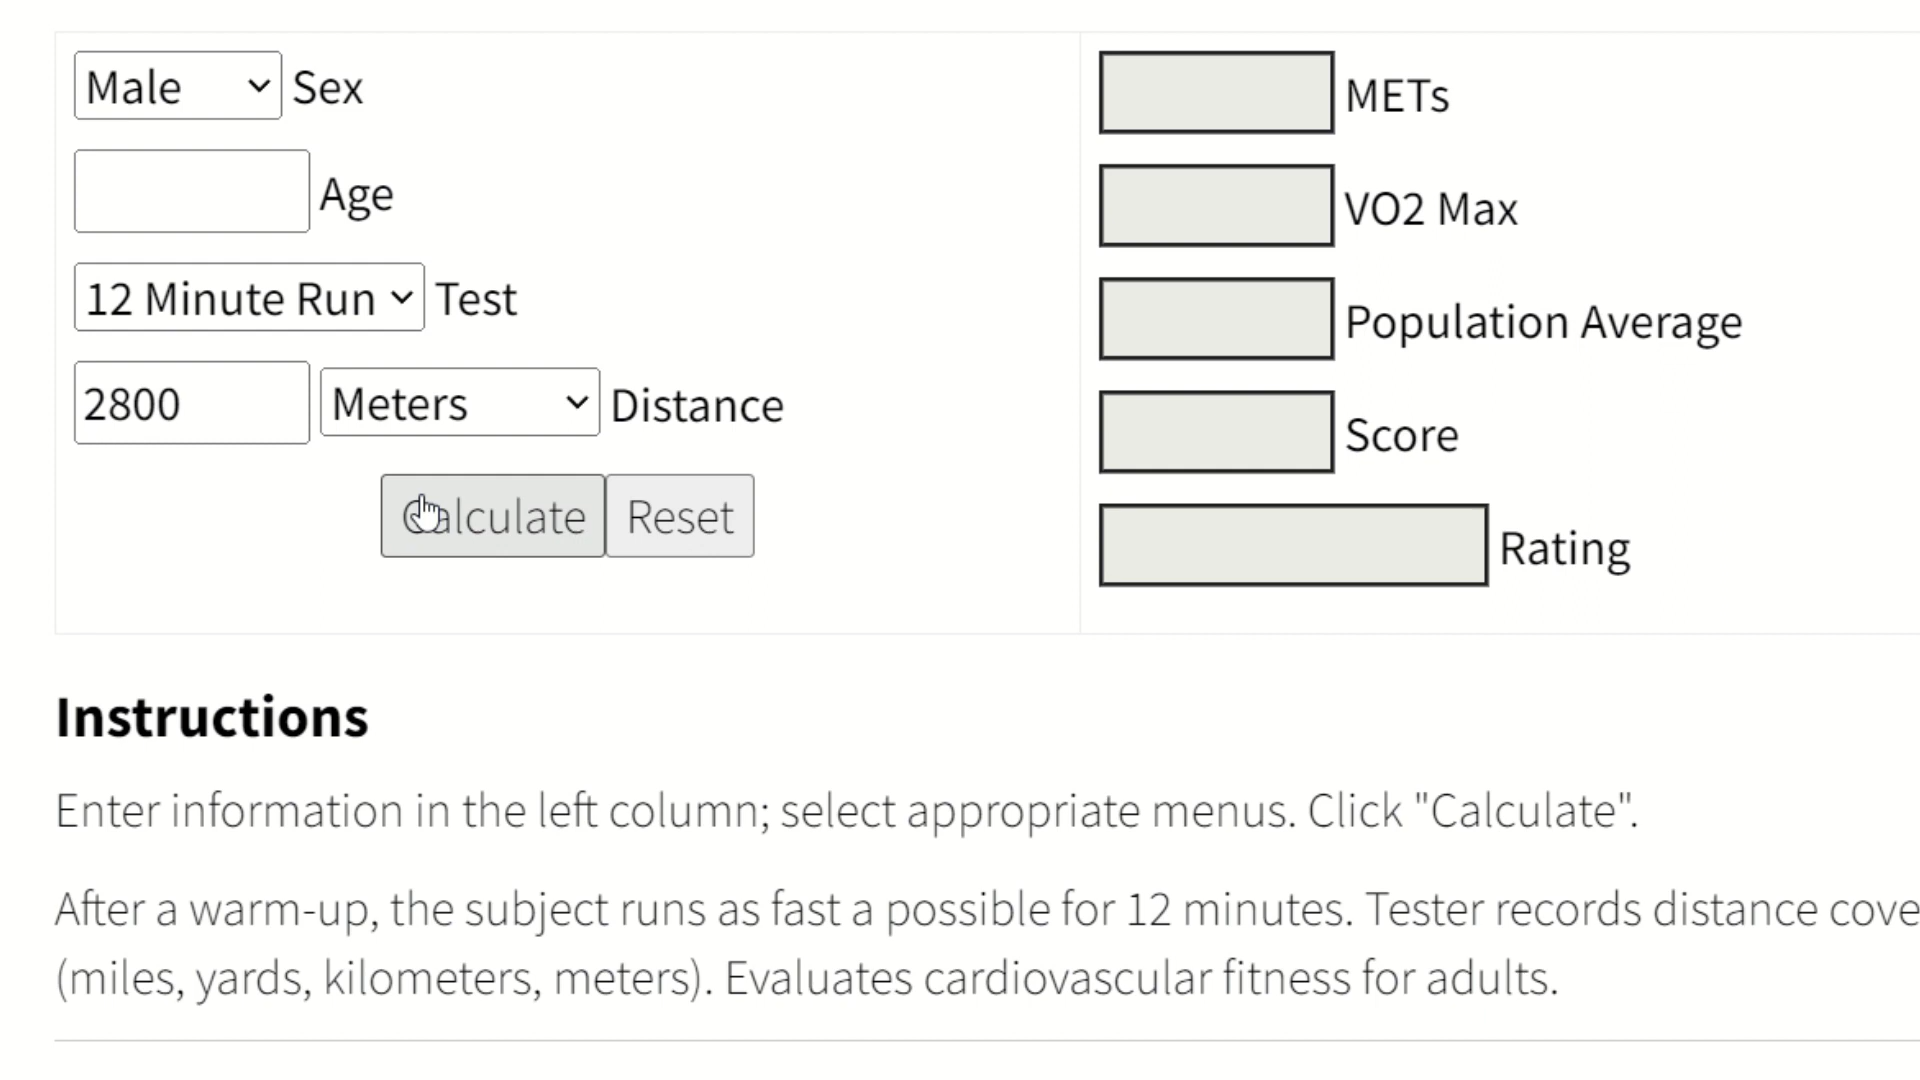 Male Sex
Age
12 Minute Run Test
2800 Meters Distance
Calculate Reset
METs
VO2 Max
Population Average
Score
Rating
Instructions
Enter information in the left column; select appropriate menus. Click "Calculate".
After a warm-up, the subject runs as fast a possible for 12 minutes. Tester records distance cove
(miles, yards, kilometers, meters). Evaluates cardiovascular fitness for adults.